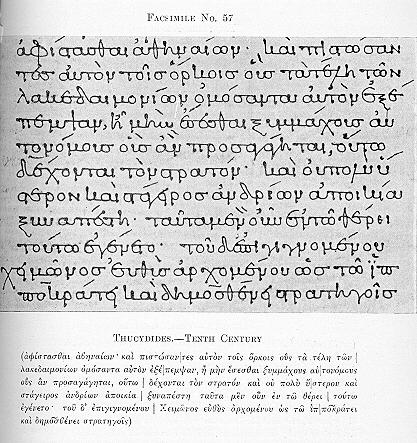 FACSIMILE No. 57
ἀφίστασθαι ἀθηναίων· καὶ πιστώσαν
τες αὐτὸν τοῖς ὅρκοις οὓς τὰ τέλη τῶν
λακεδαιμονίων ὀμόσαντα αὐτὸν ἐξέ
πεμψαν, ἦ μὴν ἔσεσθαι ξυμμάχους αὐ
τονόμους οὓς ἂν προσαγάγηται, οὕτω
δέχονται τὸν στρατόν· καὶ οὐ πολὺ ὕ
στερον καὶ στάγειρος ἀνδρίων ἀποικία
ξυναπέστη· ταῦτα μὲν οὖν ἐν τῷ θέρει
τούτῳ ἐγένετο· τοῦ δ' ἐπιγιγνομένου
χειμῶνος εὐθὺς ἀρχομένου ὡς τῷ ἱπ
ποκράτει καὶ δημοσθένει στρατηγοῖς
THUCYDIDES.—TENTH CENTURY
(ἀφίστασθαι ἀθηναίων· καὶ πιστώσαν|τες αὐτὸν τοῖς ὅρκοις οὓς τὰ τέλη τῶν |
λακεδαιμονίων ὀμόσαντα αὐτὸν ἐξέ|πεμψαν, ἦ μὴν ἔσεσθαι ξυμμάχους αὐ|τονόμους
οὓς ἂν προσαγάγηται, οὕτω | δέχονται τὸν στρατόν· καὶ οὐ πολὺ ὕ|στερον καὶ
στάγειρος ἀνδρίων ἀποικία | ξυναπέστη· ταῦτα μὲν οὖν ἐν τῷ θέρει | τούτῳ
ἐγένετο· τοῦ δ' ἐπιγιγνομένου | Χειμῶνος εὐθὺς ἀρχομένου ὡς τῷ ἱπ|ποκράτει
καὶ δημοσθένει στρατηγοῖς)